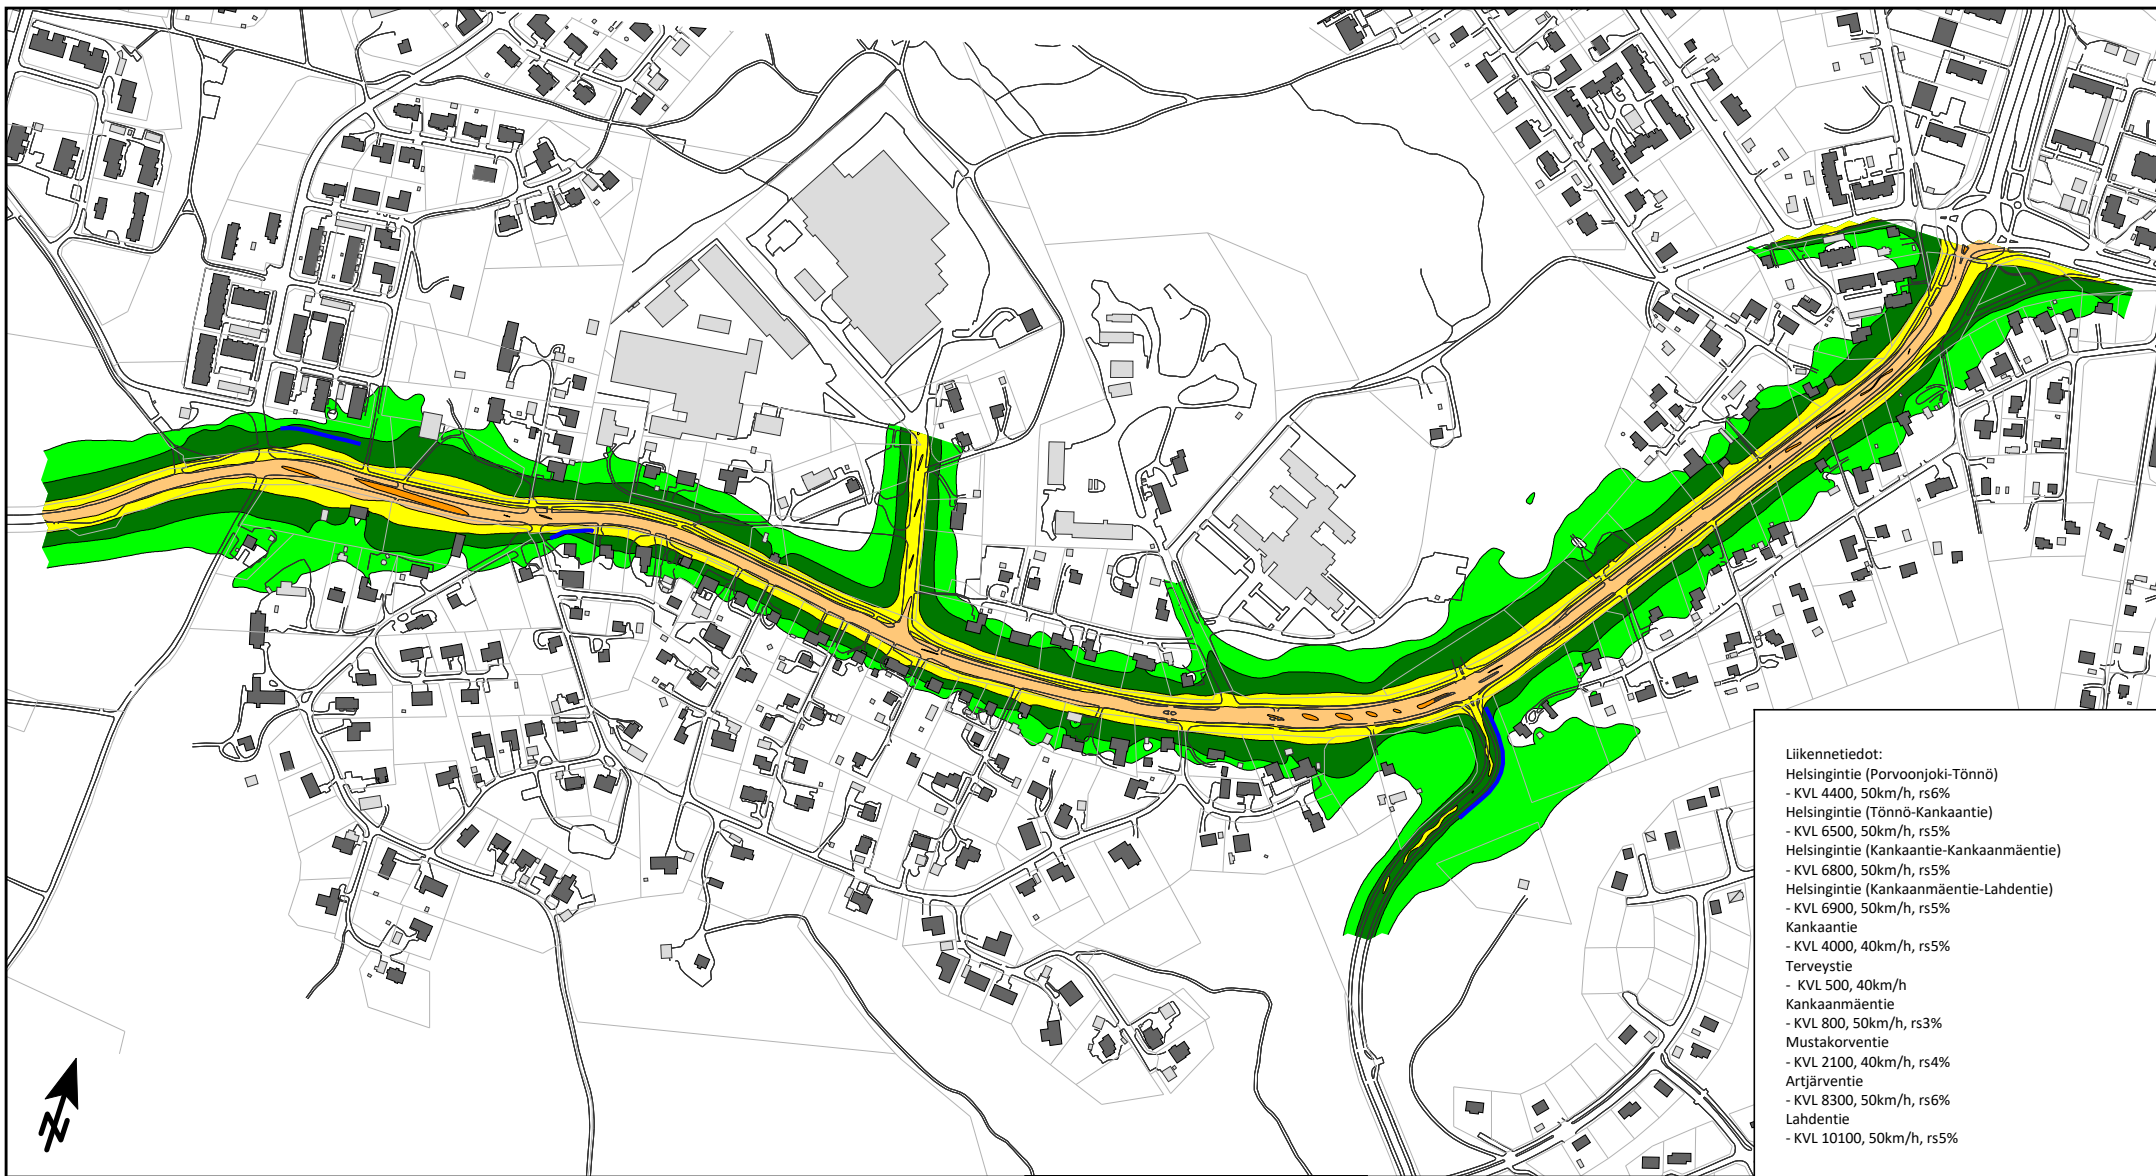 Liikennetiedot:
Helsingintie (Porvoonjoki-Tönnö)
- KVL 4400, 50km/h, rs6%
Helsingintie (Tönnö-Kankaantie)
- KVL 6500, 50km/h, rs5%
Helsingintie (Kankaantie-Kankaanmäentie)
- KVL 6800, 50km/h, rs5%
Helsingintie (Kankaanmäentie-Lahdentie)
- KVL 6900, 50km/h, rs5%
Kankaantie
- KVL 4000, 40km/h, rs5%
Terveystie
- KVL 500, 40km/h
Kankaanmäentie
- KVL 800, 50km/h, rs3%
Mustakorventie
- KVL 2100, 40km/h, rs4%
Artjärventie
- KVL 8300, 50km/h, rs6%
Lahdentie
- KVL 10100, 50km/h, rs5%
N